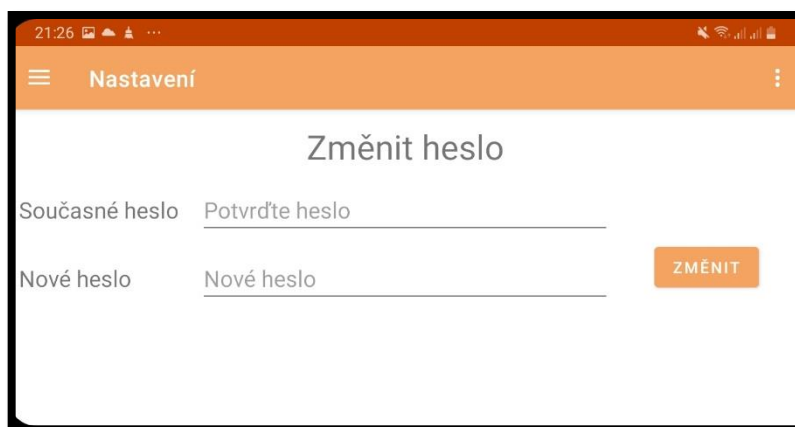 21:26
Nastavení
Změnit heslo
Současné heslo Potvrďte heslo
Nové heslo Nové heslo
ZMĚNIT